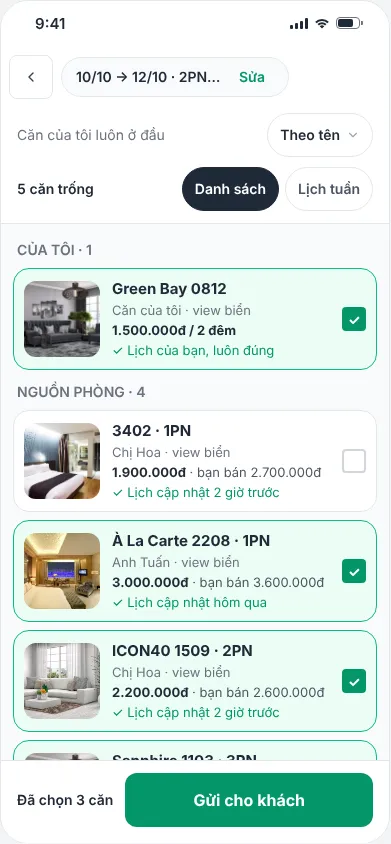 9:41
10/10 → 12/10 · 2PN...
Sửa
Căn của tôi luôn ở đầu
Theo tên
5 căn trống
Danh sách
Lịch tuần
CỦA TÔI · 1
Green Bay 0812
Căn của tôi · view biển
1.500.000đ / 2 đêm
✓ Lịch của bạn, luôn đúng
NGUỒN PHÒNG · 4
3402 · 1PN
Chị Hoa · view biển
1.900.000đ · bạn bán 2.700.000đ
✓ Lịch cập nhật 2 giờ trước
À La Carte 2208 · 1PN
Anh Tuấn · view biển
3.000.000đ · bạn bán 3.600.000đ
✓ Lịch cập nhật hôm qua
ICON40 1509 · 2PN
Chị Hoa · view biển
2.200.000đ · bạn bán 2.600.000đ
✓ Lịch cập nhật 2 giờ trước
Sapphire 1103 · 3PN
Đã chọn 3 căn
Gửi cho khách